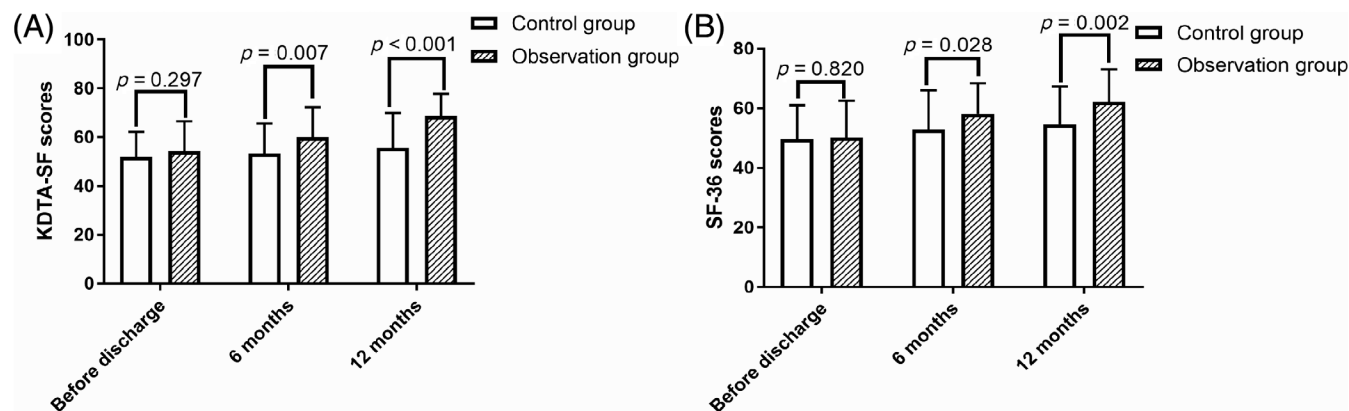 (A)
KDTA-SF scores
100
80
60
40
20
0
p = 0.297
p = 0.007
p < 0.001
Control group
Observation group
Before discharge
6 months
12 months
(B)
SF-36 scores
80
60
40
20
0
p = 0.820
p = 0.028
p = 0.002
Control group
Observation group
Before discharge
6 months
12 months